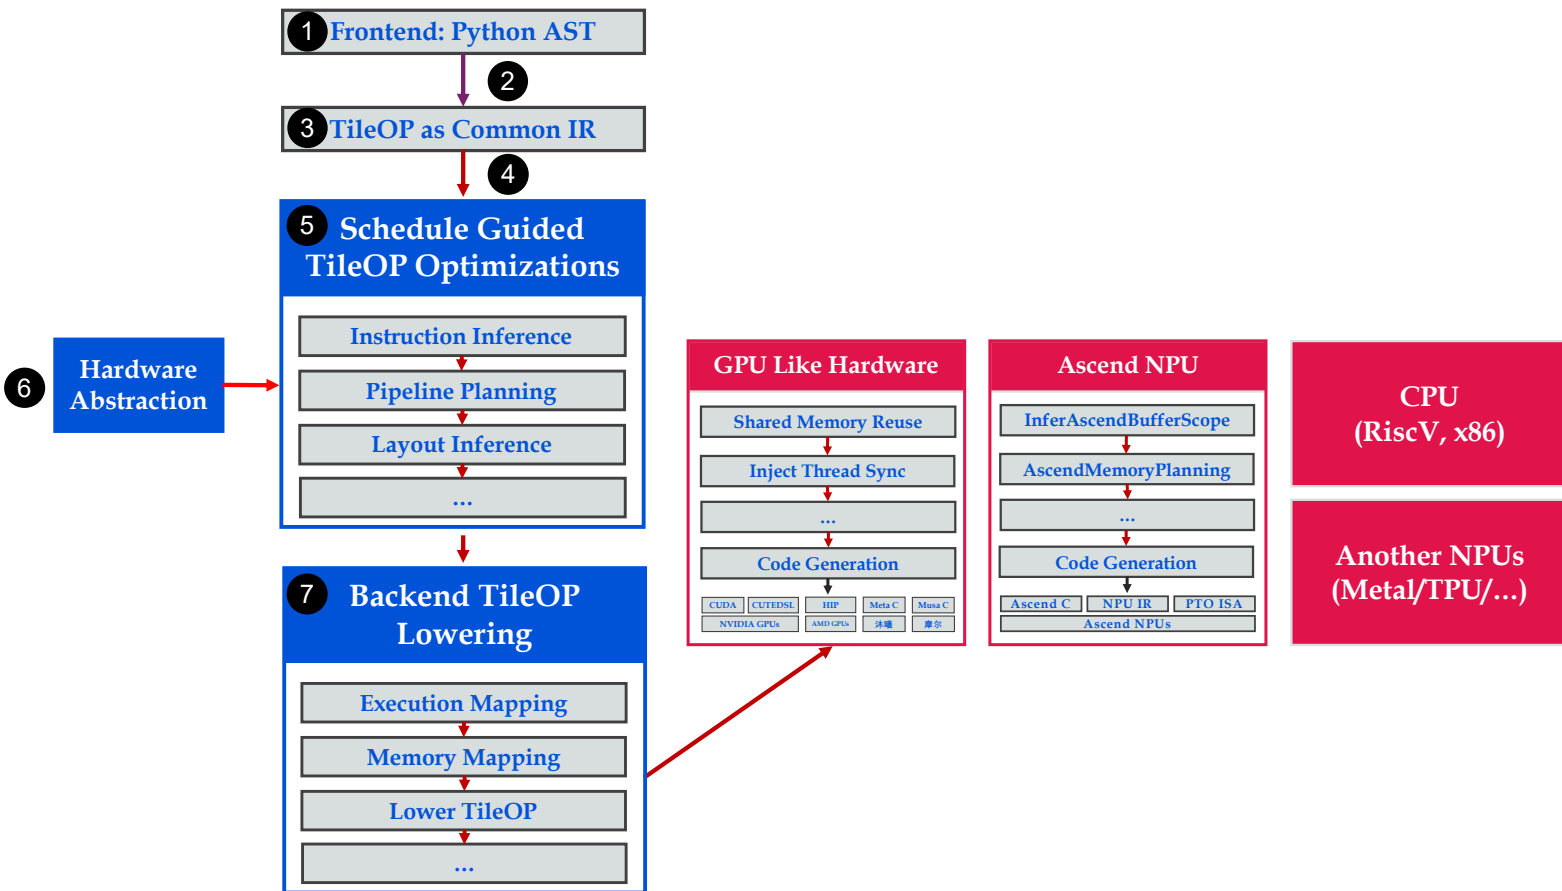 1 Frontend: Python AST
2
3 TileOP as Common IR
4
5 Schedule Guided
TileOP Optimizations
Instruction Inference
Pipeline Planning
Layout Inference
...
6 Hardware
Abstraction
7 Backend TileOP
Lowering
Execution Mapping
Memory Mapping
Lower TileOP
...
GPU Like Hardware
Shared Memory Reuse
Inject Thread Sync
...
Code Generation
CUDA CUTEDSL HIP Meta C Musa C
NVIDIA GPUs AMD GPUs 沐曦 摩尔
Ascend NPU
InferAscendBufferScope
AscendMemoryPlanning
...
Code Generation
Ascend C NPU IR PTO ISA
Ascend NPUs
CPU
(RiscV, x86)
Another NPUs
(Metal/TPU/...)